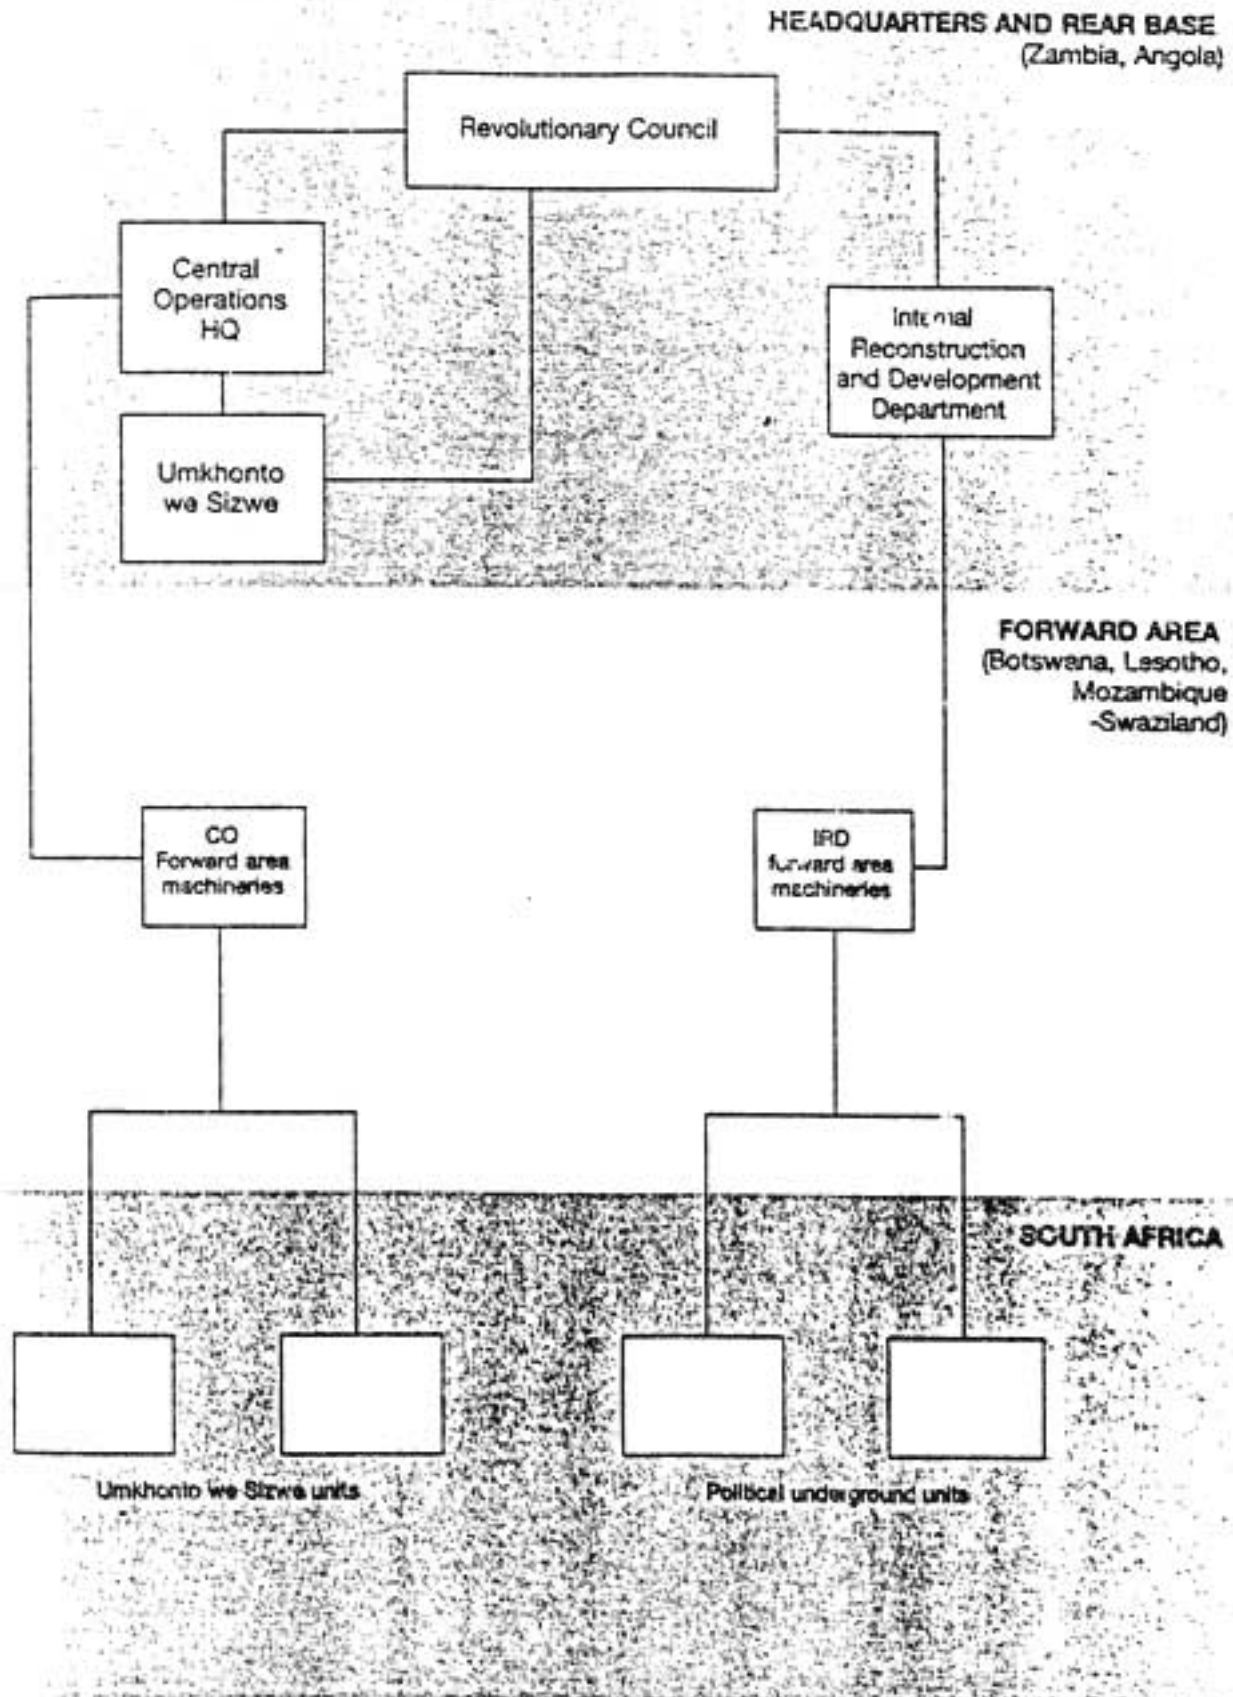 HEADQUARTERS AND REAR BASE
(Zambia, Angola)
Revolutionary Council
Central
Operations
HQ
Internal
Reconstruction
and Development
Department
Umkhonto
we Sizwe
FORWARD AREA
(Botswana, Lesotho,
Mozambique
-Swaziland)
CO
Forward area
machineries
IRD
forward area
machineries
SOUTH AFRICA
Umkhonto we Sizwe units
Political underground units